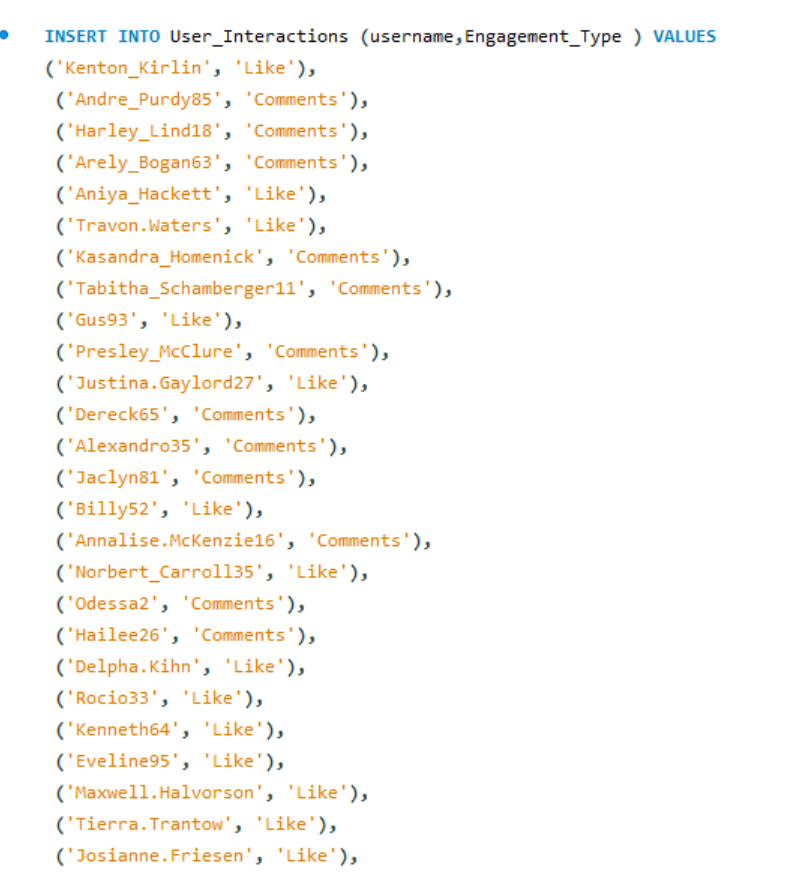 INSERT INTO User_Interactions (username,Engagement_Type ) VALUES
('Kenton_Kirlin', 'Like'),
('Andre_Purdy85', 'Comments'),
('Harley_Lind18', 'Comments'),
('Arely_Bogan63', 'Comments'),
('Aniya_Hackett', 'Like'),
('Travon.Waters', 'Like'),
('Kasandra_Homenick', 'Comments'),
('Tabitha_Schamberger11', 'Comments'),
('Gus93', 'Like'),
('Presley_McClure', 'Comments'),
('Justina.Gaylord27', 'Like'),
('Dereck65', 'Comments'),
('Alexandro35', 'Comments'),
('Jaclyn81', 'Comments'),
('Billy52', 'Like'),
('Annalise.McKenzie16', 'Comments'),
('Norbert_Carroll35', 'Like'),
('Odessa2', 'Comments'),
('Hailee26', 'Comments'),
('Delpha.Kihn', 'Like'),
('Rocio33', 'Like'),
('Kenneth64', 'Like'),
('Eveline95', 'Like'),
('Maxwell.Halvorson', 'Like'),
('Tierra.Trantow', 'Like'),
('Josianne.Friesen', 'Like'),